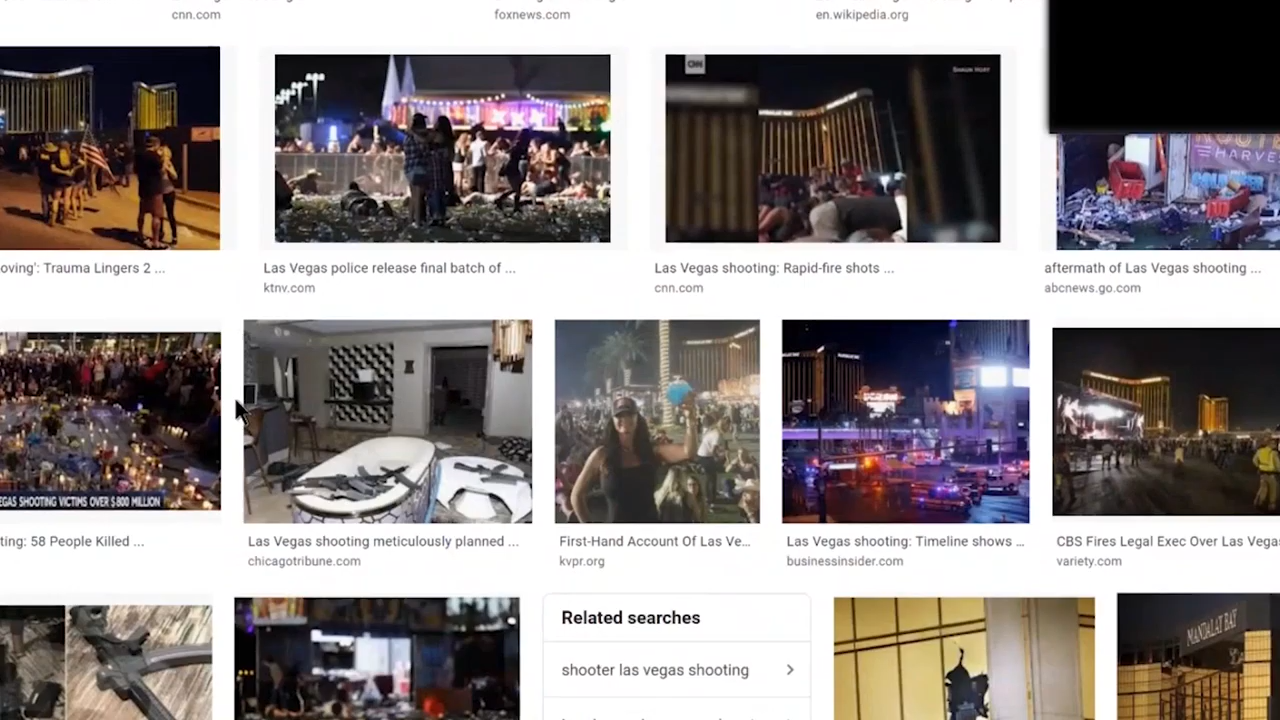 cnn.com
foxnews.com
en.wikipedia.org
CNN
SHAUN HOFF
HARVE
oving': Trauma Lingers 2 ...
Las Vegas police release final batch of ...
Las Vegas shooting: Rapid-fire shots ...
aftermath of Las Vegas shooting ...
ktnv.com
cnn.com
abcnews.go.com
EGAS SHOOTING VICTIMS OVER $800 MILLION
ting: 58 People Killed ...
Las Vegas shooting meticulously planned ...
First-Hand Account Of Las Ve...
Las Vegas shooting: Timeline shows ...
CBS Fires Legal Exec Over Las Vegas
chicagotribune.com
kvpr.org
businessinsider.com
variety.com
Related searches
shooter las vegas shooting
MANDALAY BAY